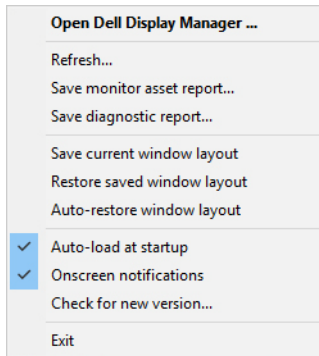 Open Dell Display Manager ...
Refresh...
Save monitor asset report...
Save diagnostic report...
Save current window layout
Restore saved window layout
Auto-restore window layout
Auto-load at startup
Onscreen notifications
Check for new version...
Exit